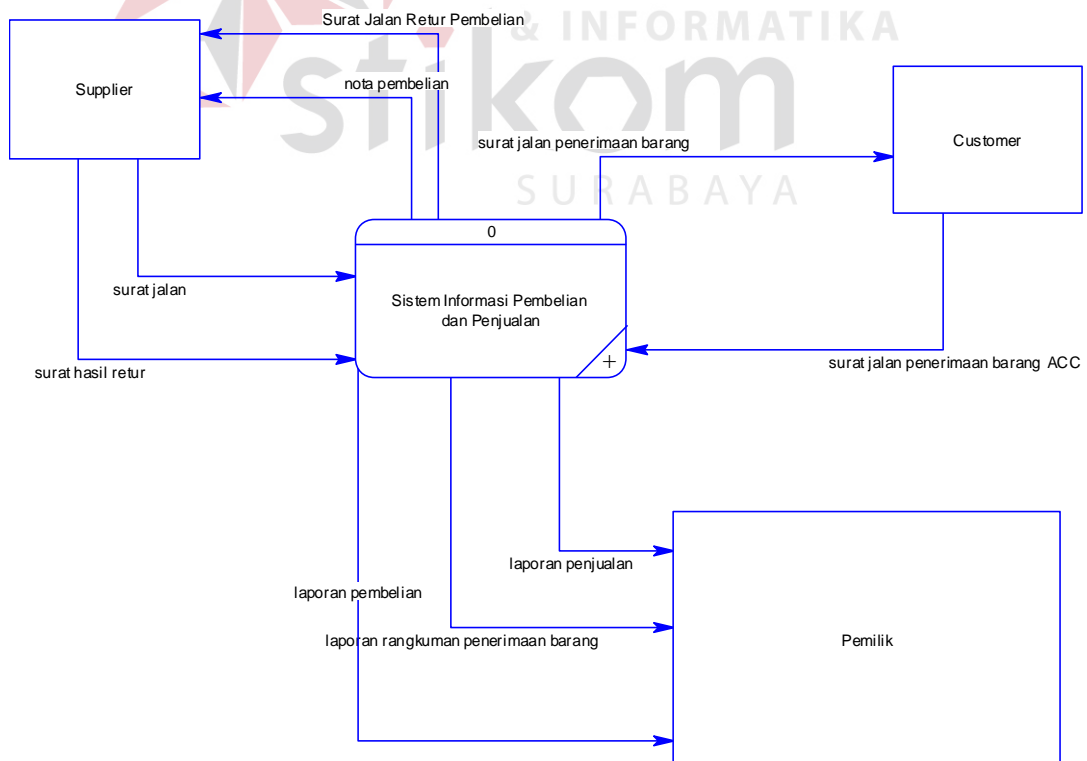 & INFORMATIKA
stikom
SURABAYA
Surat Jalan Retur Pembelian
Supplier
nota pembelian
surat jalan penerimaan barang
Customer
0
Sistem Informasi Pembelian
dan Penjualan
+
surat jalan
surat hasil retur
surat jalan penerimaan barang ACC
laporan penjualan
laporan pembelian
laporan rangkuman penerimaan barang
Pemilik